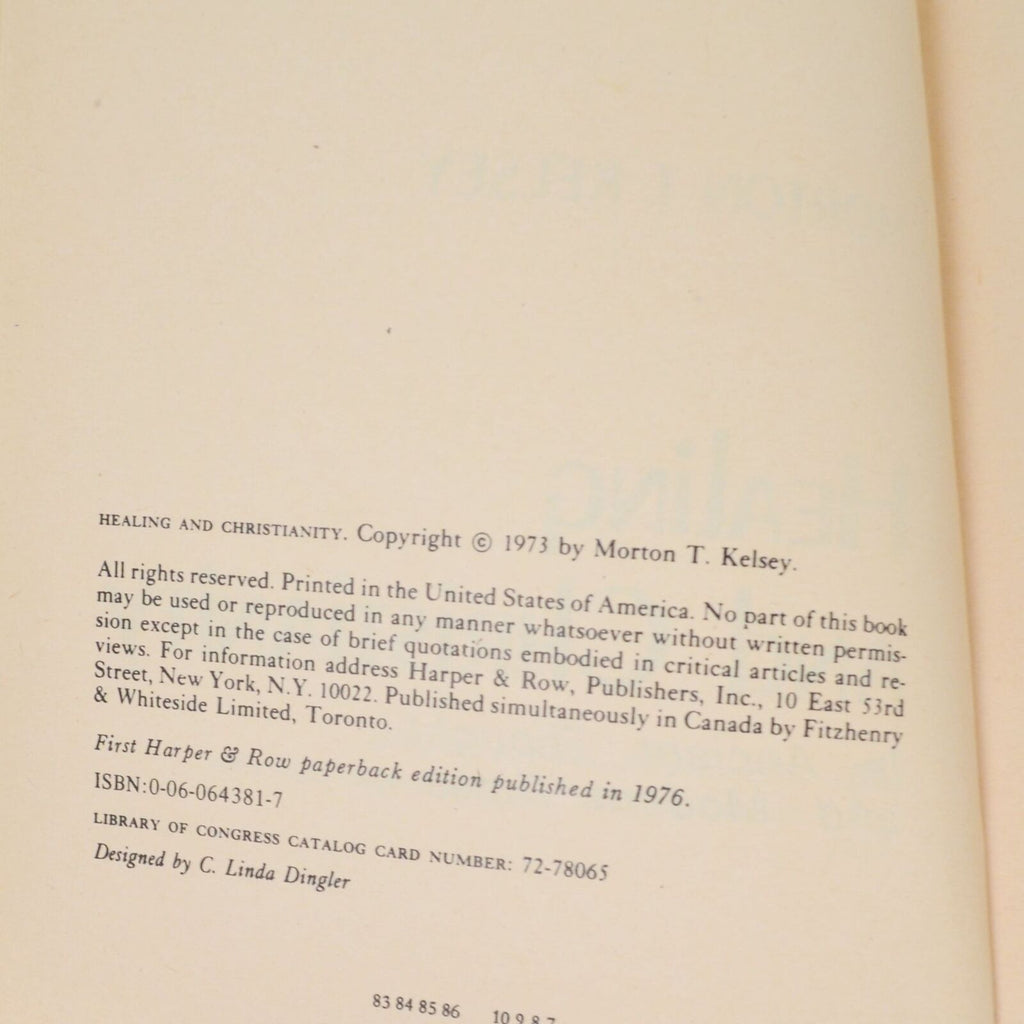 HEALING AND CHRISTIANITY. Copyright © 1973 by Morton T. Kelsey.
All rights reserved. Printed in the United States of America. No part of this book
may be used or reproduced in any manner whatsoever without written permis-
sion except in the case of brief quotations embodied in critical articles and re-
views. For information address Harper & Row, Publishers, Inc., 10 East 53rd
Street, New York, N.Y. 10022. Published simultaneously in Canada by Fitzhenry
& Whiteside Limited, Toronto.
First Harper & Row paperback edition published in 1976.
ISBN:0-06-064381-7
LIBRARY OF CONGRESS CATALOG CARD NUMBER: 72-78065
Designed by C. Linda Dingler
83 84 85 86 10 9 8 7